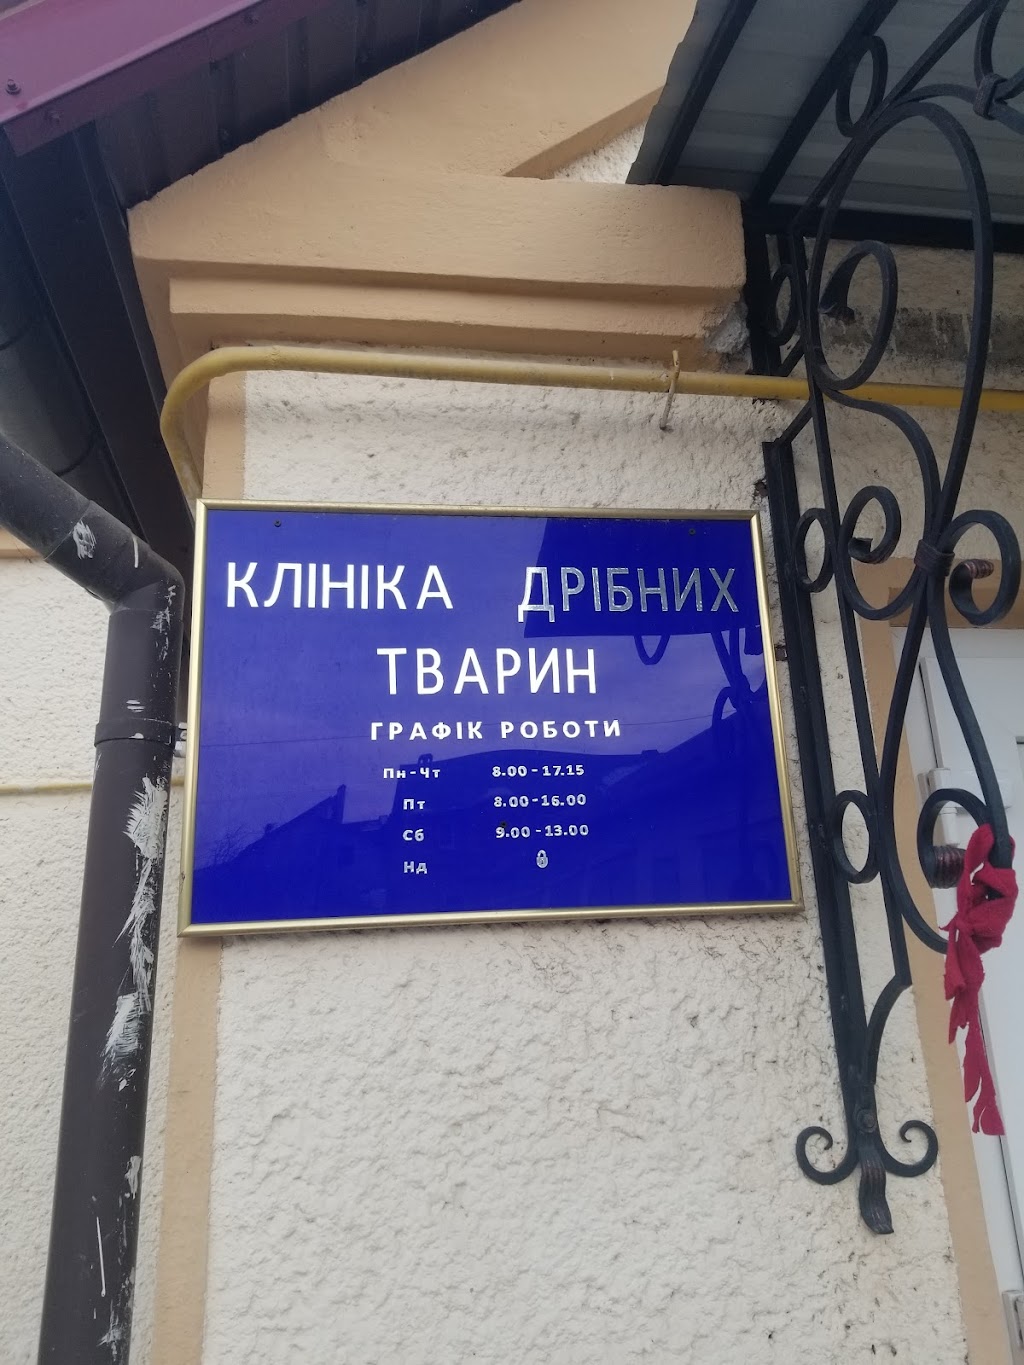 КЛІНІКА ДРІБНИХ
ТВАРИН
ГРАФІК РОБОТИ
Пн-Чт 8.00-17.15
Пт 8.00-16.00
Сб 9.00-13.00
Нд